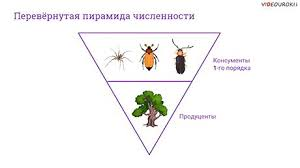 Перевёрнутая пирамида численности
VIDEOUROKI
Консументы
1-го порядка
Продуценты